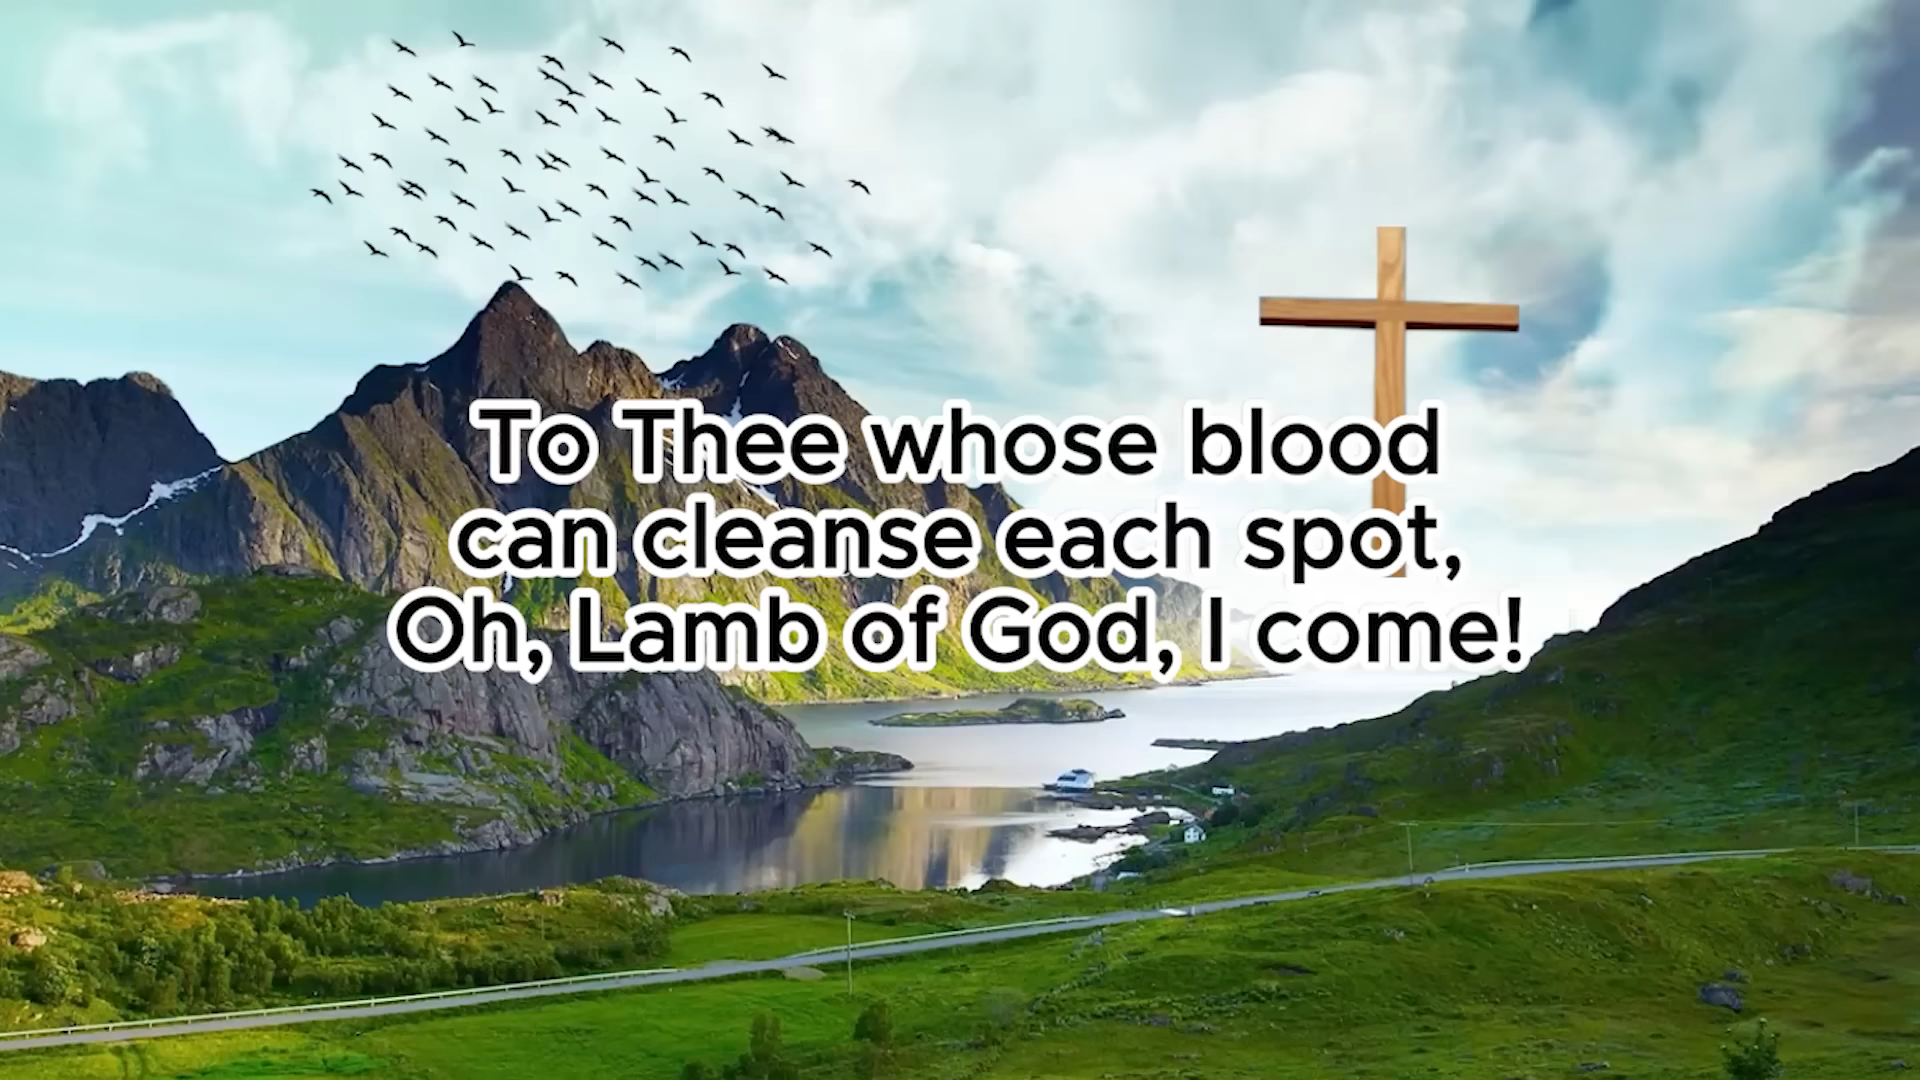 To Thee whose blood
can cleanse each spot,
Oh, Lamb of God, I come!